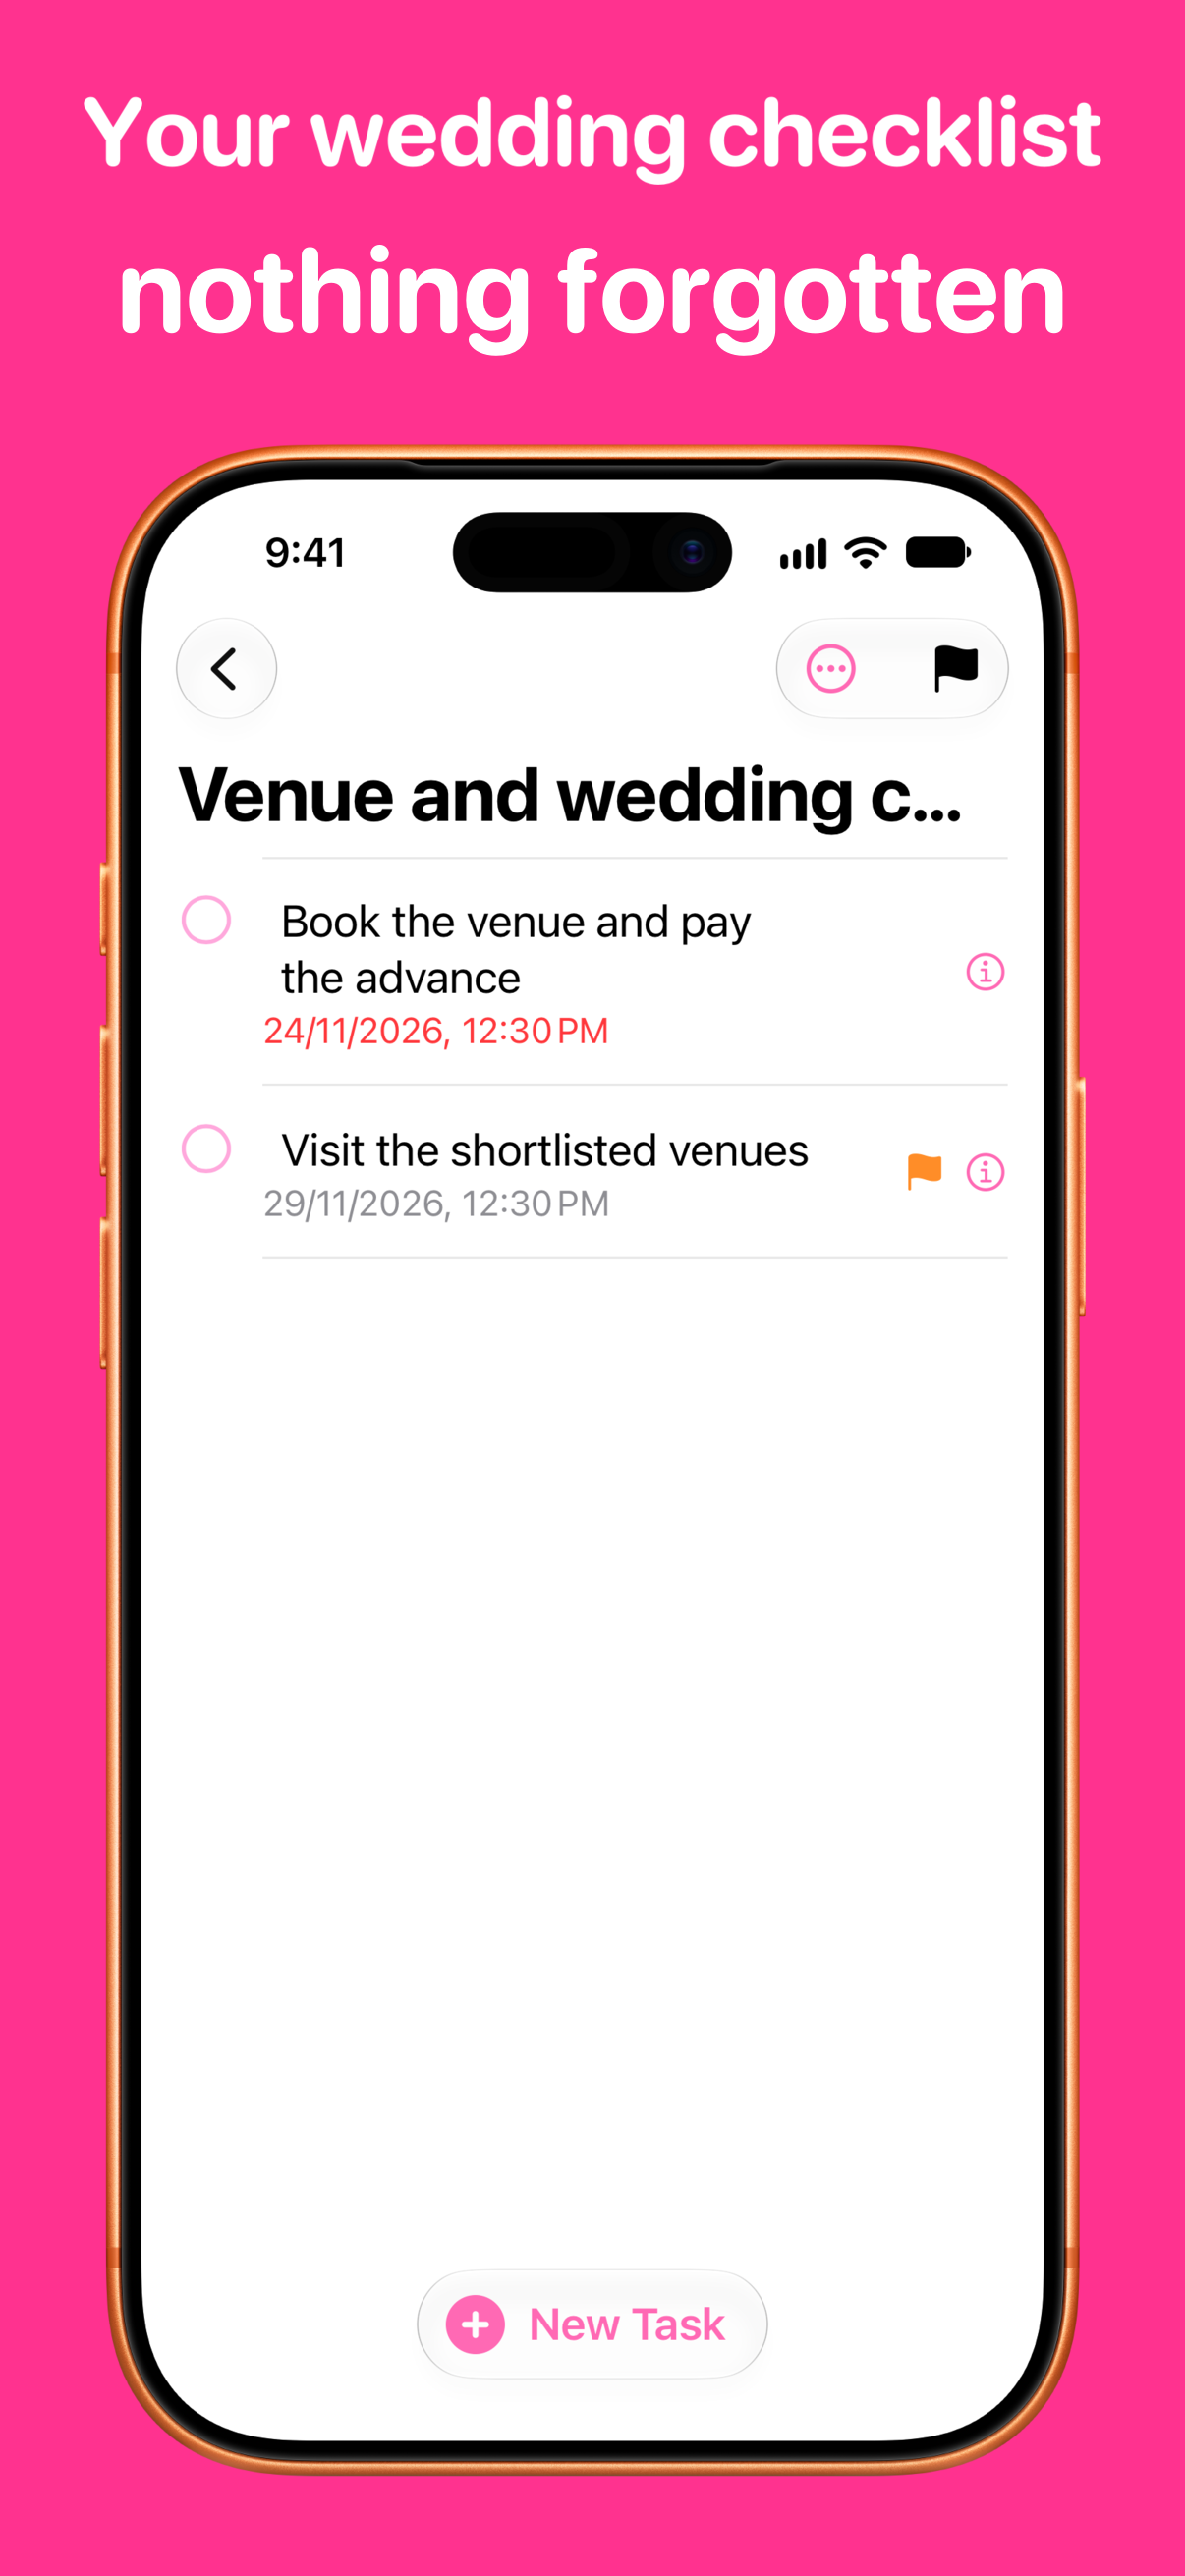 Your wedding checklist
nothing forgotten
9:41
Venue and wedding c...
Book the venue and pay
the advance
24/11/2026, 12:30 PM
Visit the shortlisted venues
29/11/2026, 12:30 PM
New Task